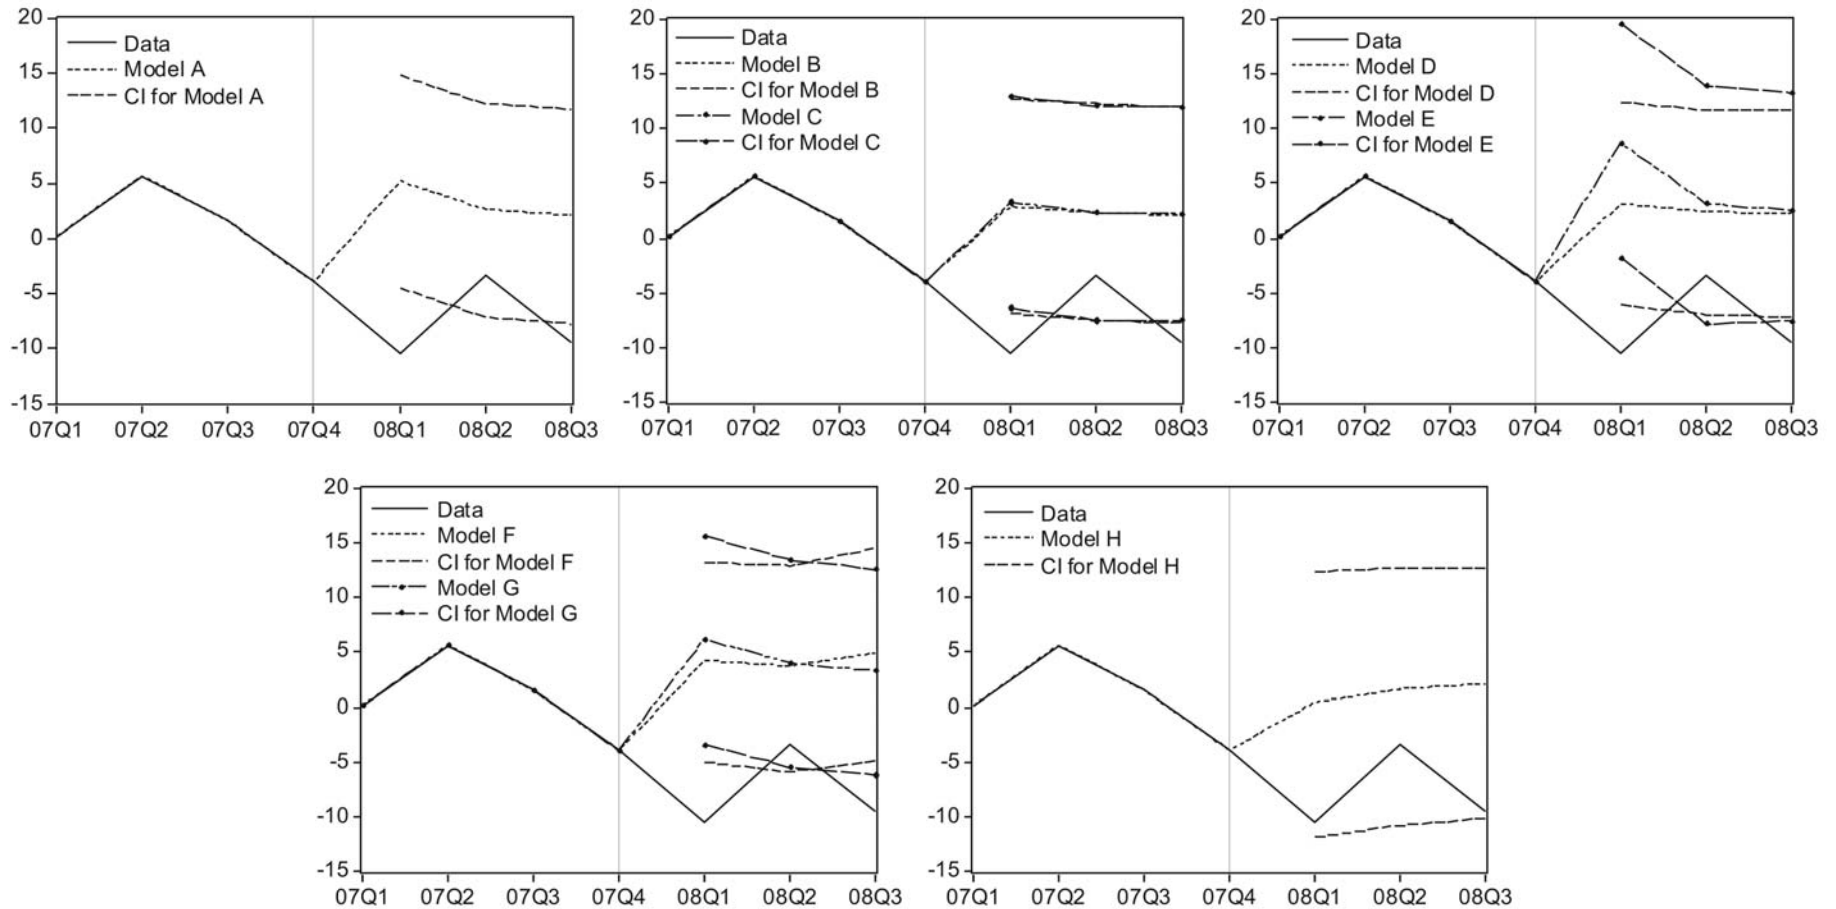 20
15
10
5
0
-5
-10
-15
Data
Model A
CI for Model A
07Q1 07Q2 07Q3 07Q4 08Q1 08Q2 08Q3
20
15
10
5
0
-5
-10
-15
Data
Model B
CI for Model B
Model C
CI for Model C
07Q1 07Q2 07Q3 07Q4 08Q1 08Q2 08Q3
20
15
10
5
0
-5
-10
-15
Data
Model D
CI for Model D
Model E
CI for Model E
07Q1 07Q2 07Q3 07Q4 08Q1 08Q2 08Q3
20
15
10
5
0
-5
-10
-15
Data
Model F
CI for Model F
Model G
CI for Model G
07Q1 07Q2 07Q3 07Q4 08Q1 08Q2 08Q3
20
15
10
5
0
-5
-10
-15
Data
Model H
CI for Model H
07Q1 07Q2 07Q3 07Q4 08Q1 08Q2 08Q3